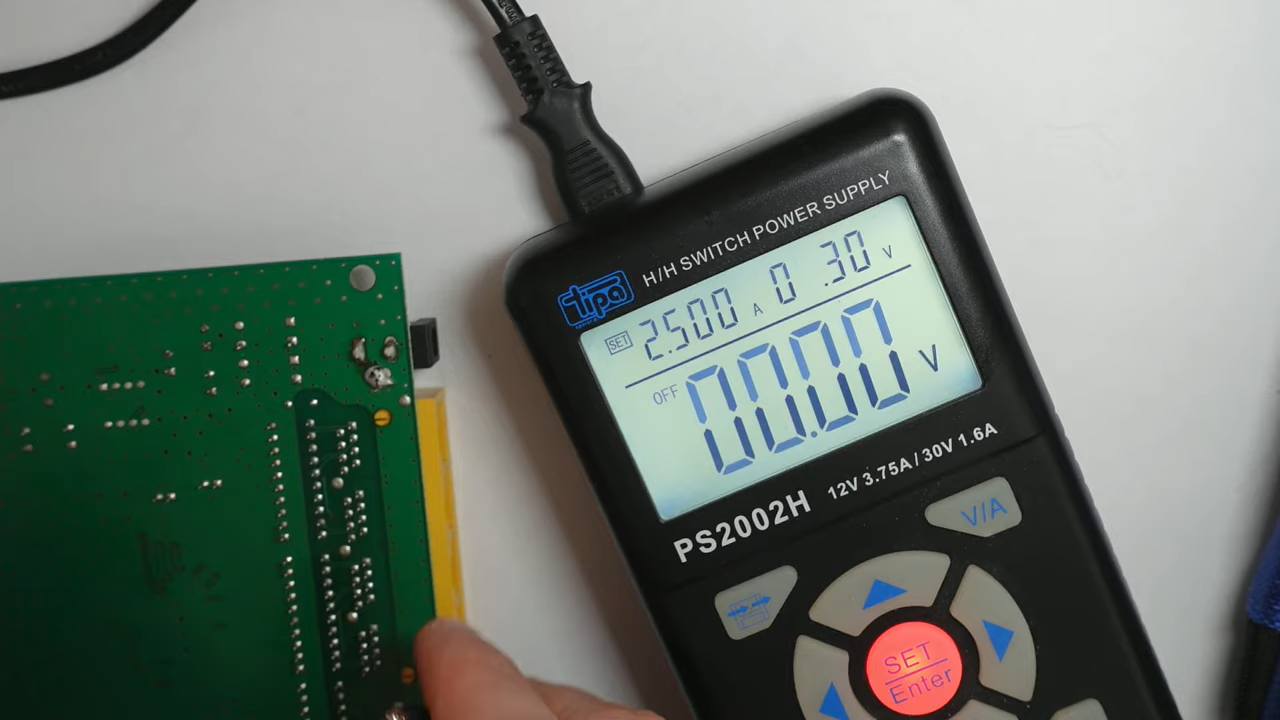 H/H SWITCH POWER SUPPLY
tipa
SET 2.500 A 0 .30 V
OFF 00.00 V
PS2002H 12V 3.75A / 30V 1.6A
V/A
SET
Enter